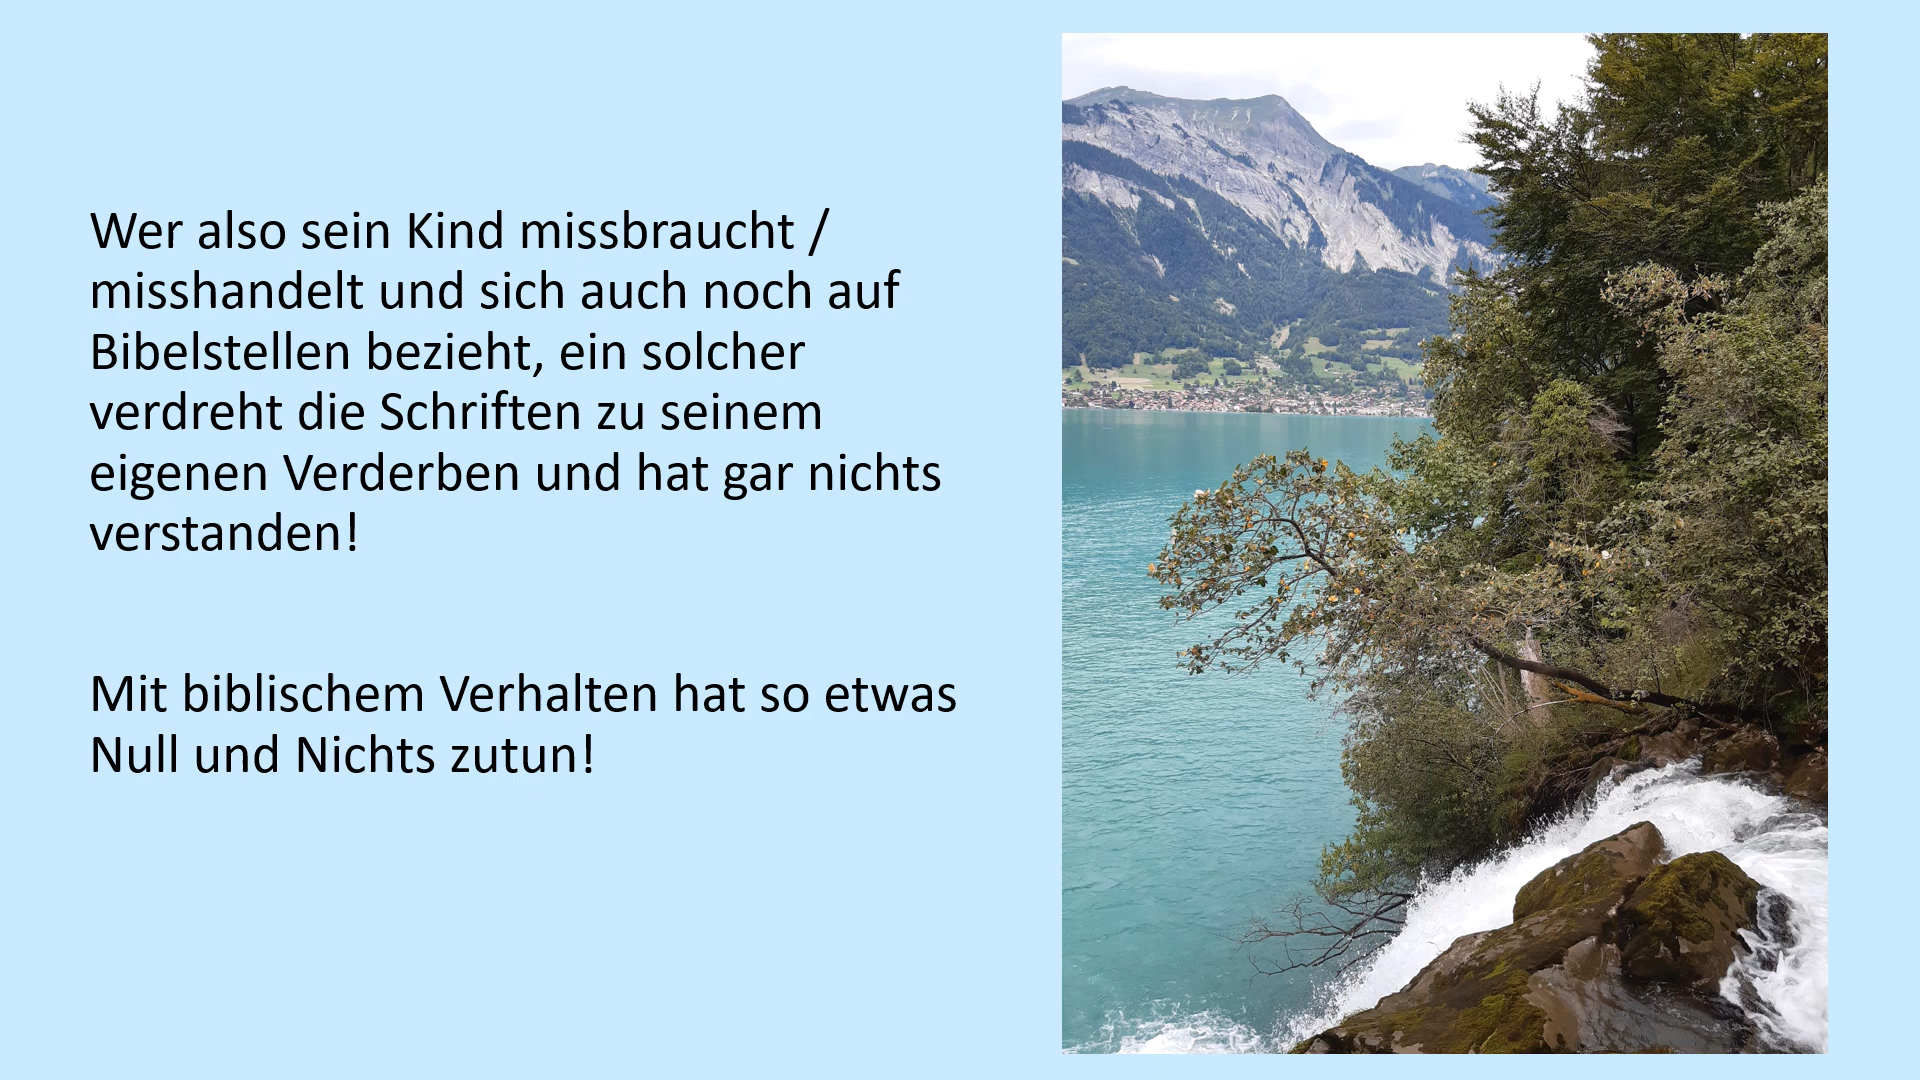 Wer also sein Kind missbraucht /
misshandelt und sich auch noch auf
Bibelstellen bezieht, ein solcher
verdreht die Schriften zu seinem
eigenen Verderben und hat gar nichts
verstanden!
Mit biblischem Verhalten hat so etwas
Null und Nichts zutun!